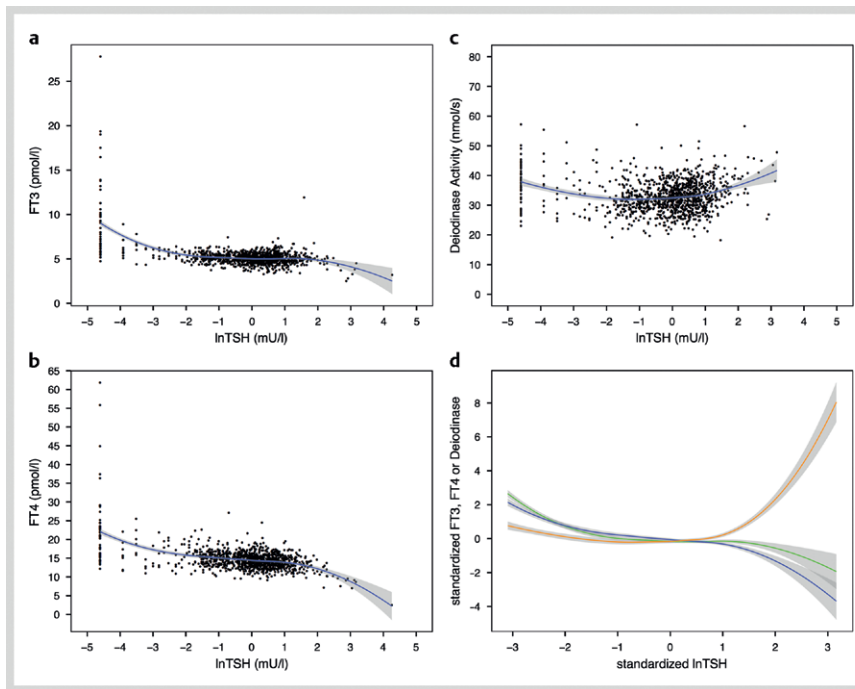 a
FT3 (pmol/l)
25
20
15
10
5
0
−5 −4 −3 −2 −1 0 1 2 3 4 5
lnTSH (mU/l)
b
FT4 (pmol/l)
65
60
55
50
45
40
35
30
25
20
15
10
5
0
−5 −4 −3 −2 −1 0 1 2 3 4 5
lnTSH (mU/l)
c
Deiodinase Activity (nmol/s)
80
70
60
50
40
30
20
10
0
−5 −4 −3 −2 −1 0 1 2 3 4 5
lnTSH (mU/l)
d
standardized FT3, FT4 or Deiodinase
8
6
4
2
0
−2
−4
−3 −2 −1 0 1 2 3
standardized lnTSH